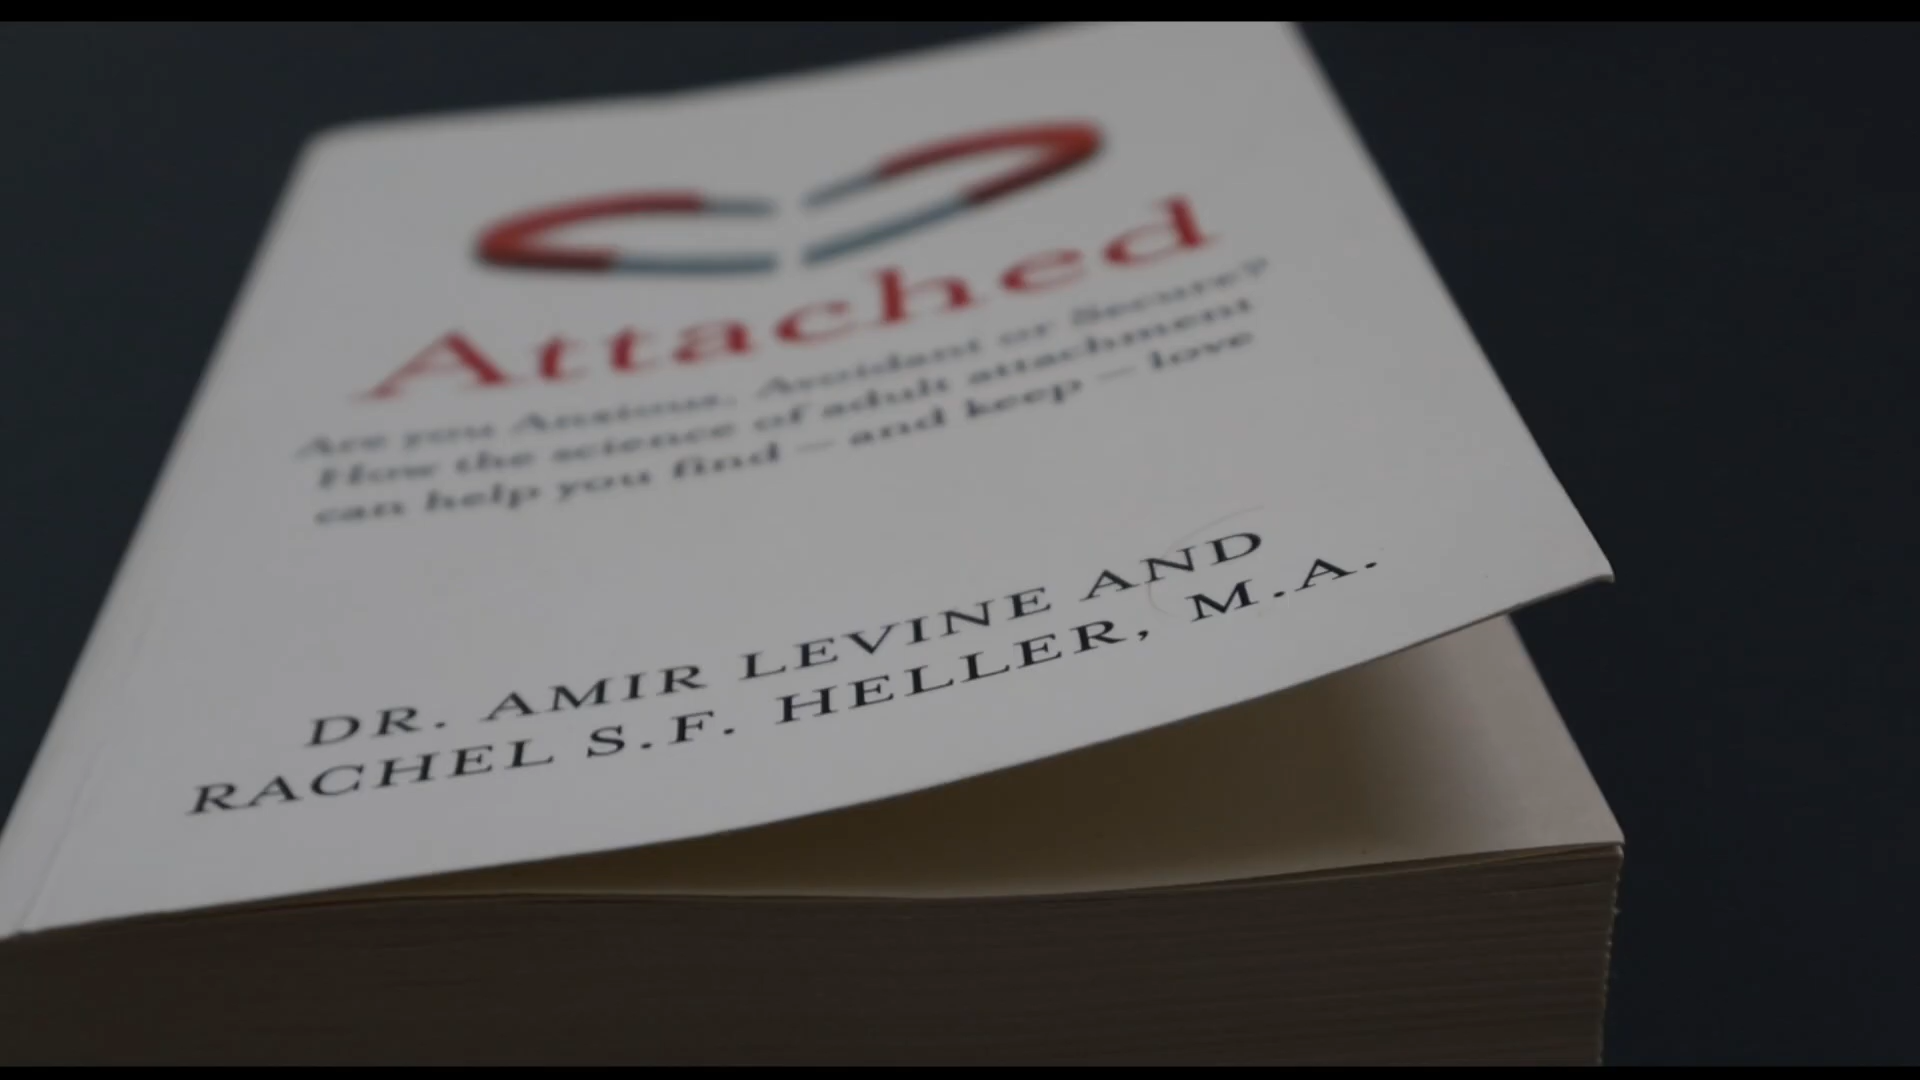 Attached
Are you Anxious, Avoidant or Secure?
How the science of adult attachment
can help you find – and keep – love
DR. AMIR LEVINE AND
RACHEL S.F. HELLER, M.A.